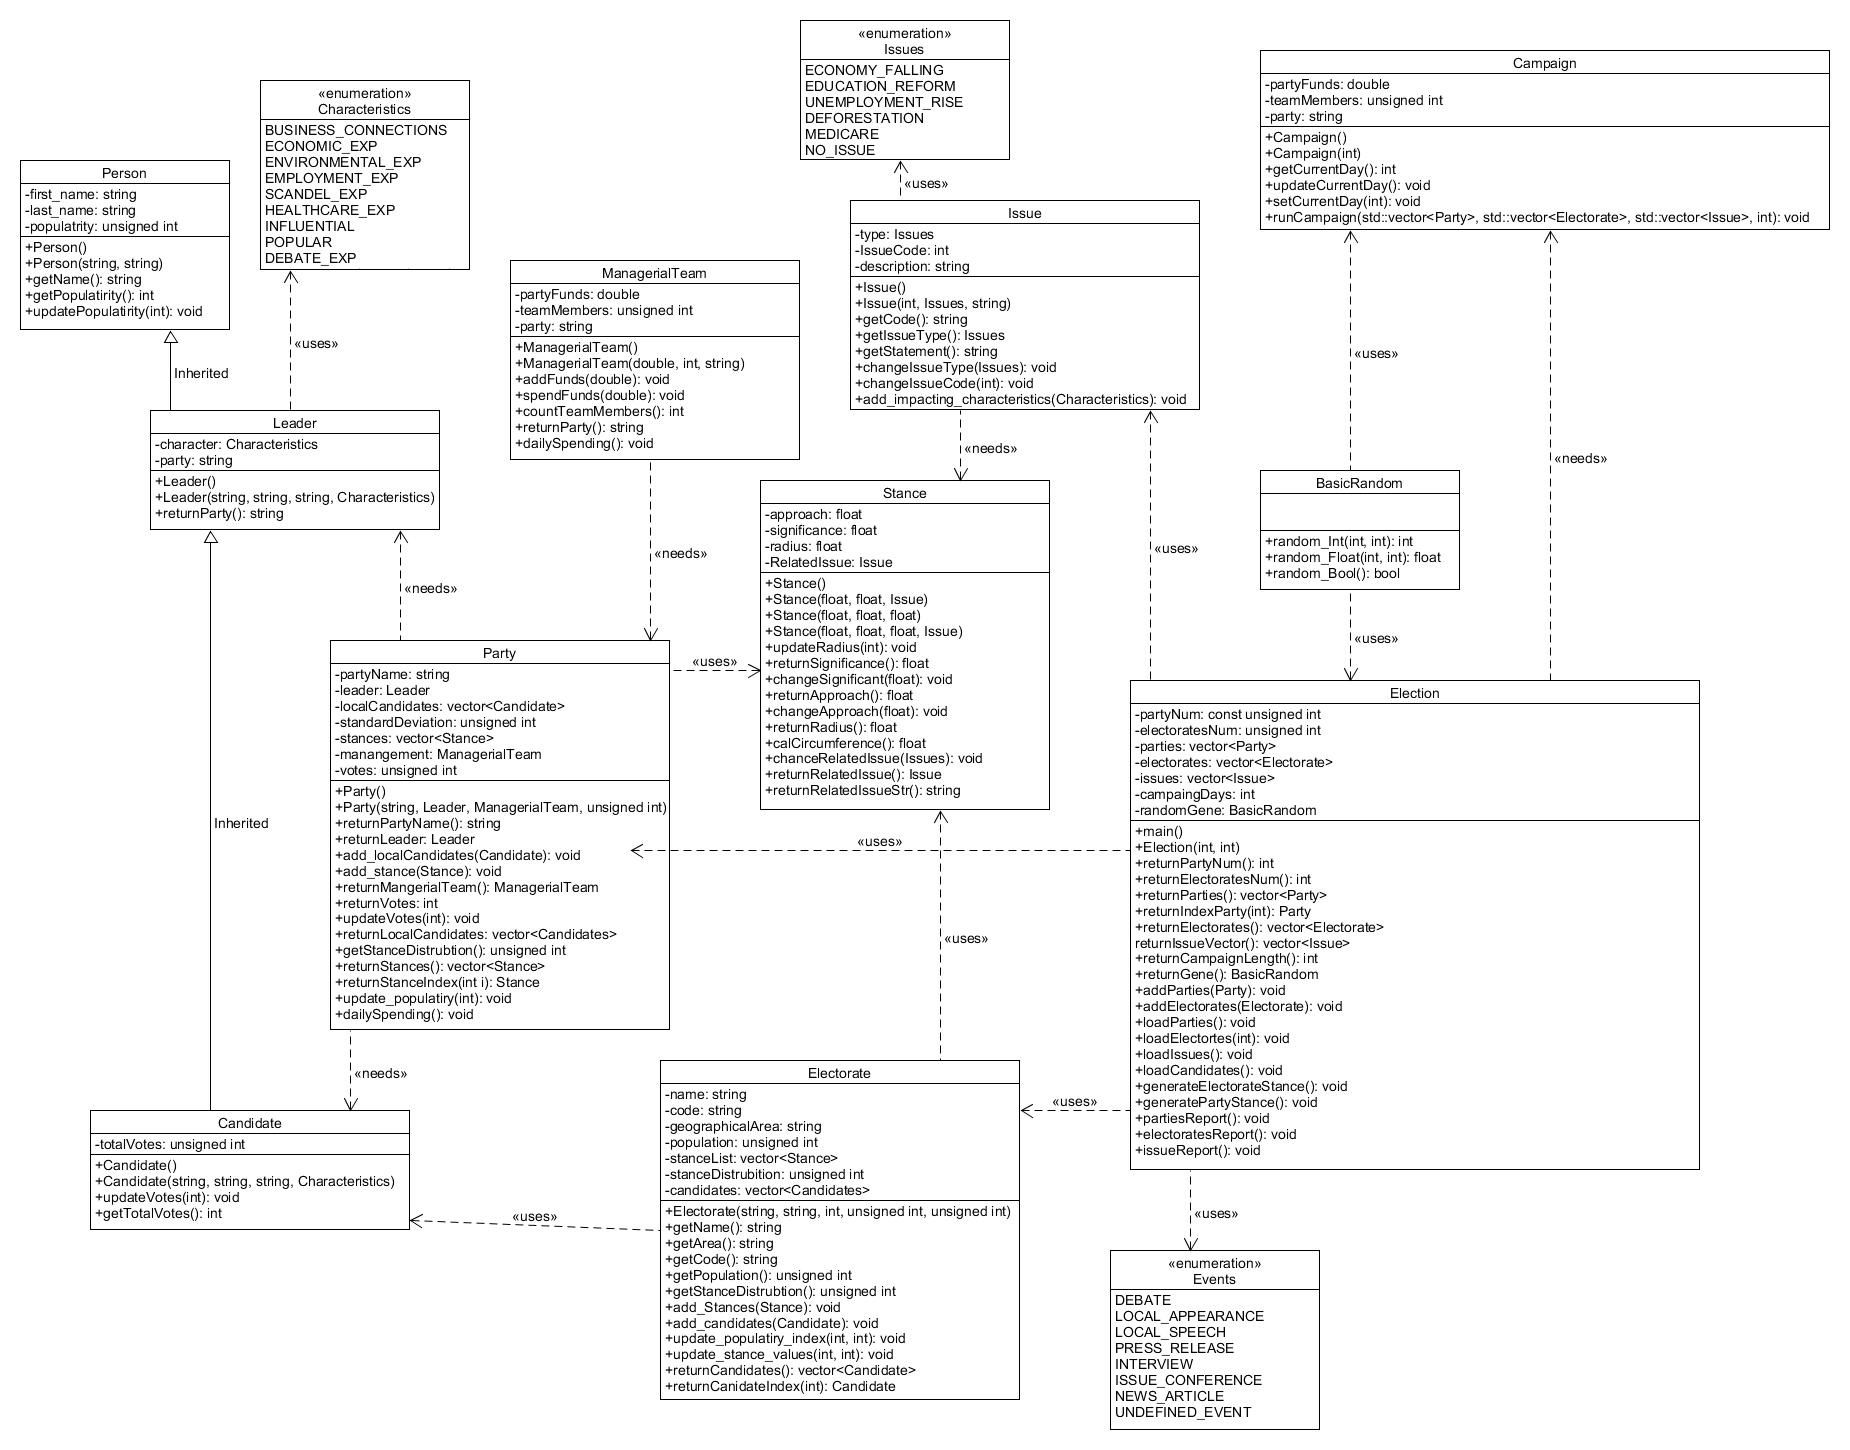 «enumeration»
Issues
ECONOMY_FALLING
EDUCATION_REFORM
UNEMPLOYMENT_RISE
DEFORESTATION
MEDICARE
NO_ISSUE
Campaign
-partyFunds: double
-teamMembers: unsigned int
-party: string
+Campaign()
+Campaign(int)
+getCurrentDay(): int
+updateCurrentDay(): void
+setCurrentDay(int): void
+runCampaign(std::vector<Party>, std::vector<Electorate>, std::vector<Issue>, int): void
«enumeration»
Characteristics
BUSINESS_CONNECTIONS
ECONOMIC_EXP
ENVIRONMENTAL_EXP
EMPLOYMENT_EXP
SCANDEL_EXP
HEALTHCARE_EXP
INFLUENTIAL
POPULAR
DEBATE_EXP
Person
-first_name: string
-last_name: string
-populatrity: unsigned int
+Person()
+Person(string, string)
+getName(): string
+getPopulatirity(): int
+updatePopulatirity(int): void
«uses»
Issue
-type: Issues
-IssueCode: int
-description: string
+Issue()
+Issue(int, Issues, string)
+getCode(): string
+getIssueType(): Issues
+getStatement(): string
+changeIssueType(Issues): void
+changeIssueCode(int): void
+add_impacting_characteristics(Characteristics): void
ManagerialTeam
-partyFunds: double
-teamMembers: unsigned int
-party: string
+ManagerialTeam()
+ManagerialTeam(double, int, string)
+addFunds(double): void
+spendFunds(double): void
+countTeamMembers(): int
+returnParty(): string
+dailySpending(): void
«uses»
Inherited
«uses»
Leader
-character: Characteristics
-party: string
+Leader()
+Leader(string, string, string, Characteristics)
+returnParty(): string
«needs»
«needs»
BasicRandom
+random_Int(int, int): int
+random_Float(int, int): float
+random_Bool(): bool
Stance
-approach: float
-significance: float
-radius: float
-RelatedIssue: Issue
+Stance()
+Stance(float, float, Issue)
+Stance(float, float, float)
+Stance(float, float, float, Issue)
+updateRadius(int): void
+returnSignificance(): float
+changeSignificant(float): void
+returnApproach(): float
+changeApproach(float): void
+returnRadius(): float
+calCircumference(): float
+chanceRelatedIssue(Issues): void
+returnRelatedIssue(): Issue
+returnRelatedIssueStr(): string
«needs»
«uses»
«needs»
«uses»
«uses»
Party
-partyName: string
-leader: Leader
-localCandidates: vector<Candidate>
-standardDeviation: unsigned int
-stances: vector<Stance>
-manangement: ManagerialTeam
-votes: unsigned int
+Party()
+Party(string, Leader, ManagerialTeam, unsigned int)
+returnPartyName(): string
+returnLeader: Leader
+add_localCandidates(Candidate): void
+add_stance(Stance): void
+returnMangerialTeam(): ManagerialTeam
+returnVotes: int
+updateVotes(int): void
+returnLocalCandidates: vector<Candidates>
+getStanceDistrubtion(): unsigned int
+returnStances(): vector<Stance>
+returnStanceIndex(int i): Stance
+update_populatiry(int): void
+dailySpending(): void
Election
-partyNum: const unsigned int
-electoratesNum: unsigned int
-parties: vector<Party>
-electorates: vector<Electorate>
-issues: vector<Issue>
-campaingDays: int
-randomGene: BasicRandom
+main()
+Election(int, int)
+returnPartyNum(): int
+returnElectoratesNum(): int
+returnParties(): vector<Party>
+returnIndexParty(int): Party
+returnElectorates(): vector<Electorate>
returnIssueVector(): vector<Issue>
+returnCampaignLength(): int
+returnGene(): BasicRandom
+addParties(Party): void
+addElectorates(Electorate): void
+loadParties(): void
+loadElectortes(int): void
+loadIssues(): void
+loadCandidates(): void
+generateElectorateStance(): void
+generatePartyStance(): void
+partiesReport(): void
+electoratesReport(): void
+issueReport(): void
Inherited
«uses»
«uses»
«needs»
«uses»
Candidate
-totalVotes: unsigned int
+Candidate()
+Candidate(string, string, string, Characteristics)
+updateVotes(int): void
+getTotalVotes(): int
«uses»
Electorate
-name: string
-code: string
-geographicalArea: string
-population: unsigned int
-stanceList: vector<Stance>
-stanceDistrubition: unsigned int
-candidates: vector<Candidates>
+Electorate(string, string, int, unsigned int, unsigned int)
+getName(): string
+getArea(): string
+getCode(): string
+getPopulation(): unsigned int
+getStanceDistrubtion(): unsigned int
+add_Stances(Stance): void
+add_candidates(Candidate): void
+update_populatiry_index(int, int): void
+update_stance_values(int, int): void
+returnCandidates(): vector<Candidate>
+returnCanidateIndex(int): Candidate
«uses»
«enumeration»
Events
DEBATE
LOCAL_APPEARANCE
LOCAL_SPEECH
PRESS_RELEASE
INTERVIEW
ISSUE_CONFERENCE
NEWS_ARTICLE
UNDEFINED_EVENT